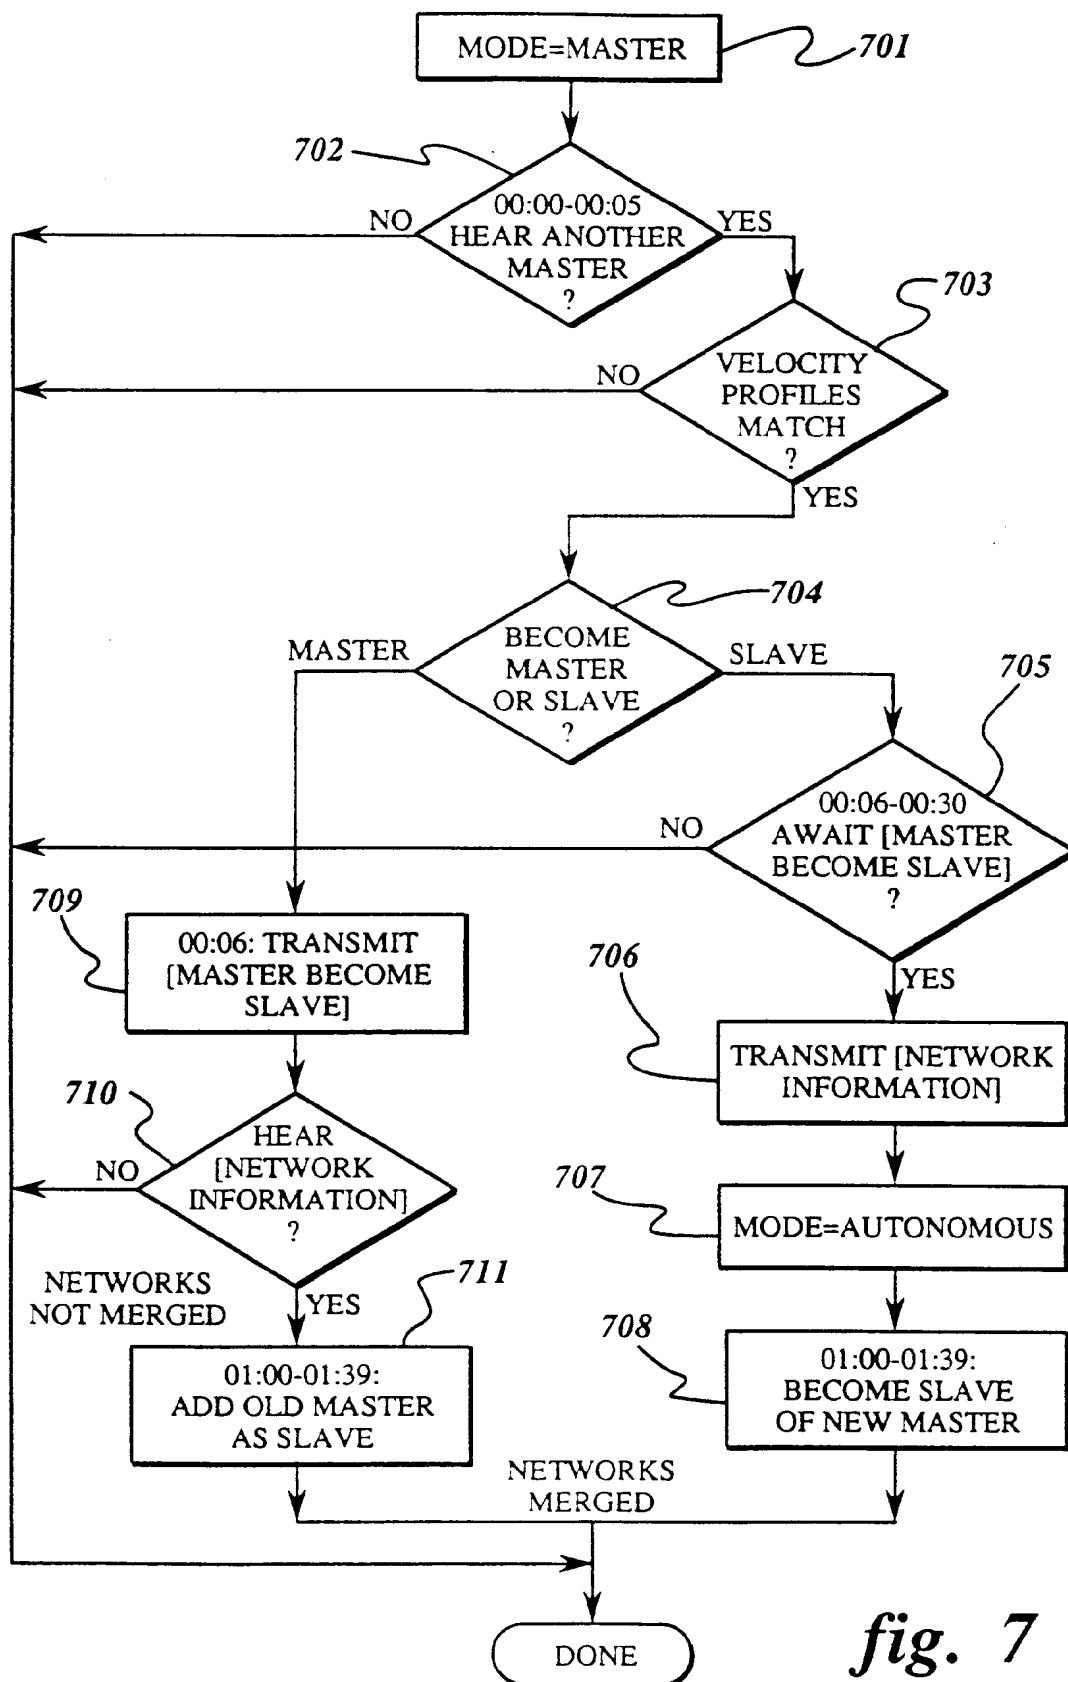 MODE=MASTER
701
702
00:00-00:05
HEAR ANOTHER
MASTER
?
NO
YES
703
VELOCITY
PROFILES
MATCH
?
NO
YES
704
BECOME
MASTER
OR SLAVE
?
MASTER
SLAVE
705
00:06-00:30
AWAIT [MASTER
BECOME SLAVE]
?
NO
YES
709
00:06: TRANSMIT
[MASTER BECOME
SLAVE]
706
TRANSMIT [NETWORK
INFORMATION]
710
HEAR
[NETWORK
INFORMATION]
?
NO
YES
707
MODE=AUTONOMOUS
NETWORKS
NOT MERGED
711
01:00-01:39:
ADD OLD MASTER
AS SLAVE
708
01:00-01:39:
BECOME SLAVE
OF NEW MASTER
NETWORKS
MERGED
DONE
fig. 7